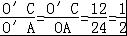 O′ C/O′ A=O′ C/OA=12/24=1/2